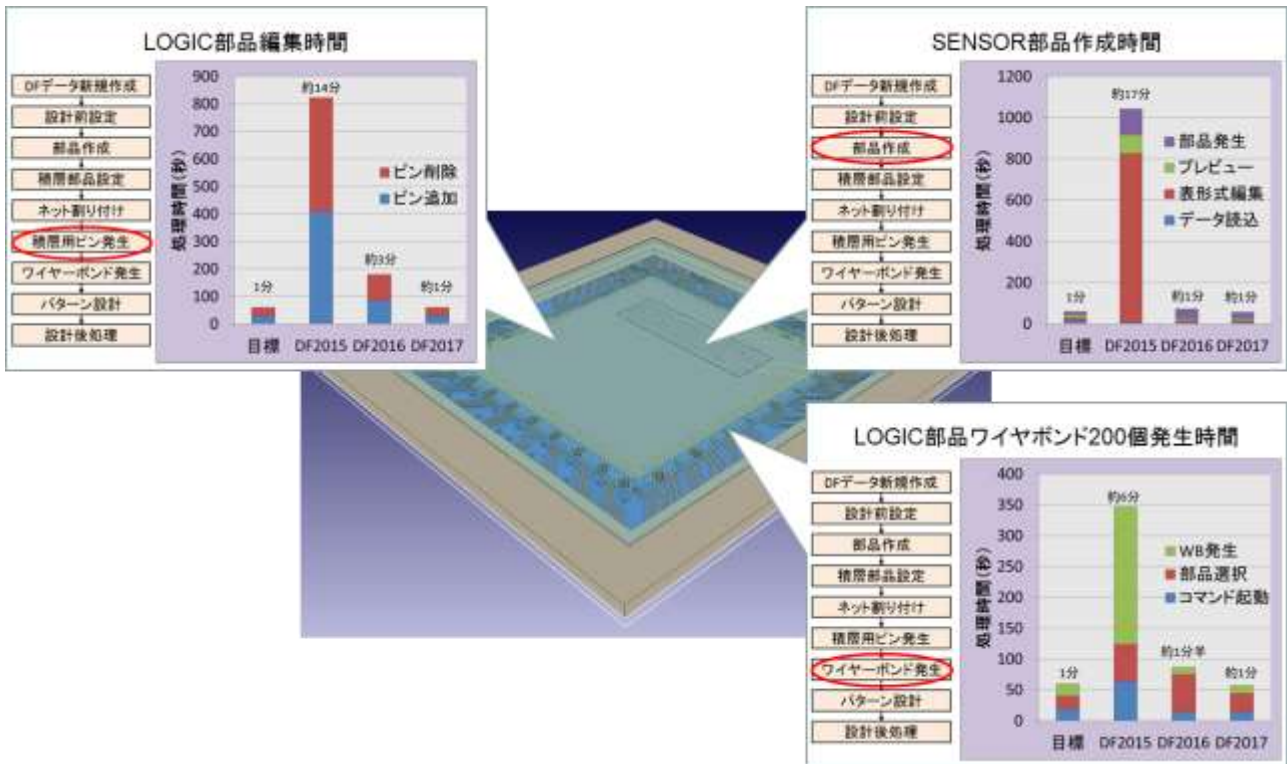 LOGIC部品編集時間
DFデータ新規作成
設計前設定
部品作成
積層部品設定
ネット割り付け
積層用ピン発生
ワイヤーボンド発生
パターン設計
設計後処理
処理時間(秒)
900
800
700
600
500
400
300
200
100
0
1分
約14分
約3分
約1分
ピン削除
ピン追加
目標 DF2015 DF2016 DF2017
SENSOR部品作成時間
DFデータ新規作成
設計前設定
部品作成
積層部品設定
ネット割り付け
積層用ピン発生
ワイヤーボンド発生
パターン設計
設計後処理
処理時間(秒)
1200
1000
800
600
400
200
0
1分
約17分
約1分
約1分
部品発生
プレビュー
表形式編集
データ読込
目標 DF2015 DF2016 DF2017
LOGIC部品ワイヤボンド200個発生時間
DFデータ新規作成
設計前設定
部品作成
積層部品設定
ネット割り付け
積層用ピン発生
ワイヤーボンド発生
パターン設計
設計後処理
処理時間(秒)
400
350
300
250
200
150
100
50
0
1分
約6分
約1分半
約1分
WB発生
部品選択
コマンド起動
目標 DF2015 DF2016 DF2017